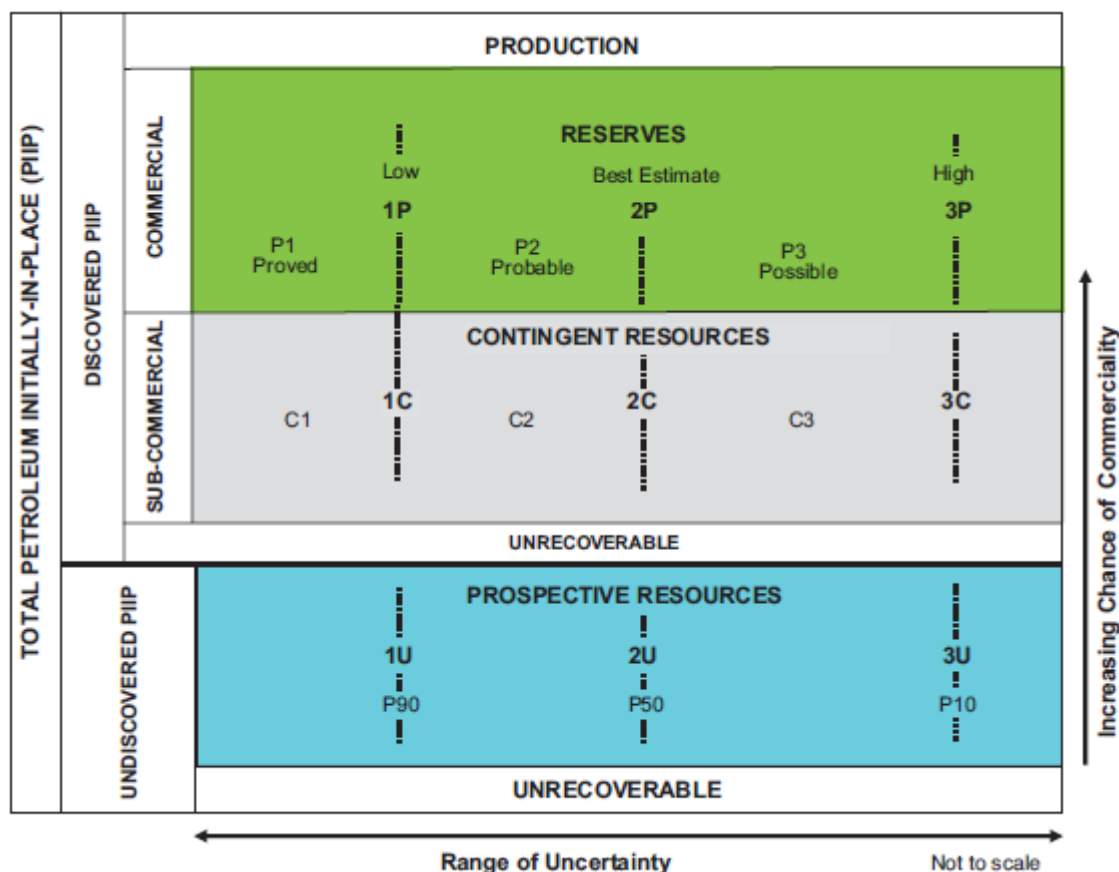 TOTAL PETROLEUM INITIALLY-IN-PLACE (PIIP)
DISCOVERED PIIP
UNDISCOVERED PIIP
COMMERCIAL
SUB-COMMERCIAL
PRODUCTION
RESERVES
Low
Best Estimate
High
1P
2P
3P
P1
Proved
P2
Probable
P3
Possible
CONTINGENT RESOURCES
1C
2C
3C
C1
C2
C3
UNRECOVERABLE
PROSPECTIVE RESOURCES
1U
2U
3U
P90
P50
P10
UNRECOVERABLE
Increasing Chance of Commerciality
Range of Uncertainty
Not to scale